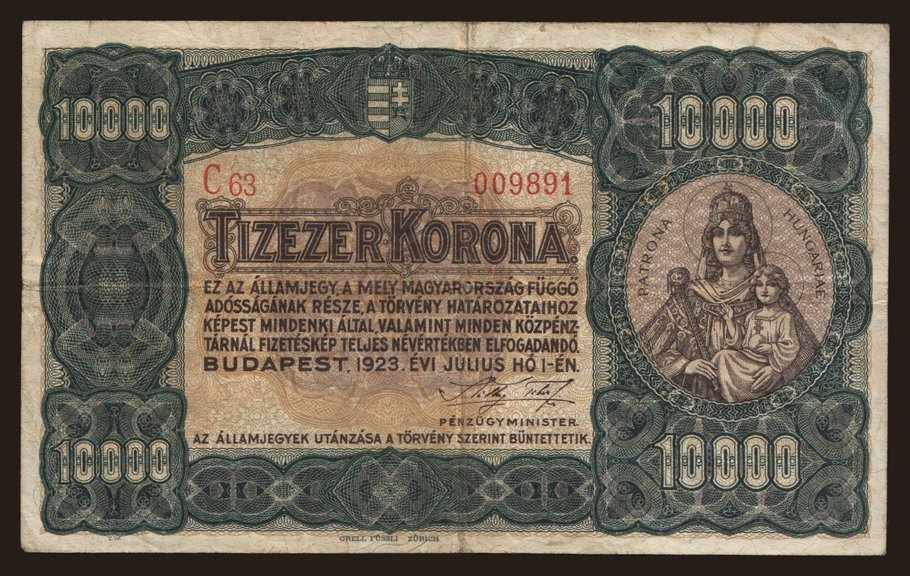 10000
10000
C 63
009891
TIZEZER KORONA.
EZ AZ ÁLLAMJEGY, A MELY MAGYARORSZÁG FÜGGŐ
ADÓSSÁGÁNAK RÉSZE, A TÖRVÉNY HATÁROZATAIHOZ
KÉPEST MINDENKI ÁLTAL, VALAMINT MINDEN KÖZPÉNZ-
TÁRNÁL FIZETÉSKÉP TELJES NÉVÉRTÉKBEN ELFOGADANDÓ.
BUDAPEST, 1923. ÉVI JÚLIUS HÓ 1-ÉN.
PÉNZÜGYMINISTER.
AZ ÁLLAMJEGYEK UTÁNZÁSA A TÖRVÉNY SZERINT BÜNTETTETIK.
PATRONA HUNGARIAE
10000
10000
ORELL FÜSSLI ZÜRICH